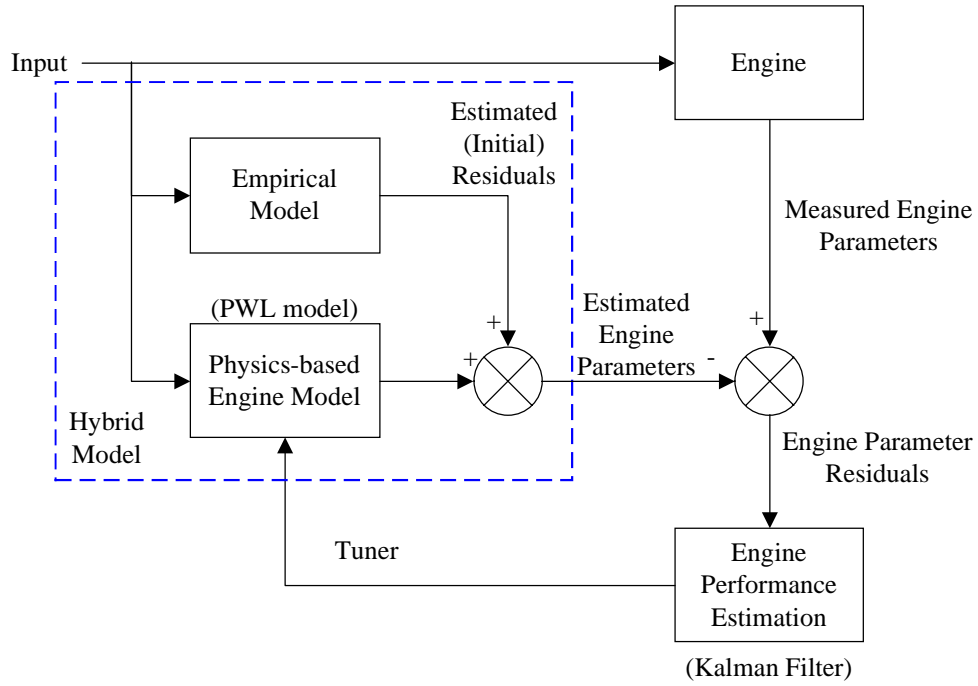 Input
Engine
Estimated
(Initial)
Residuals
Empirical
Model
Measured Engine
Parameters
(PWL model)
Physics-based
Engine Model
Hybrid
Model
+
+
Estimated
Engine
Parameters
-
+
Engine Parameter
Residuals
Tuner
Engine
Performance
Estimation
(Kalman Filter)